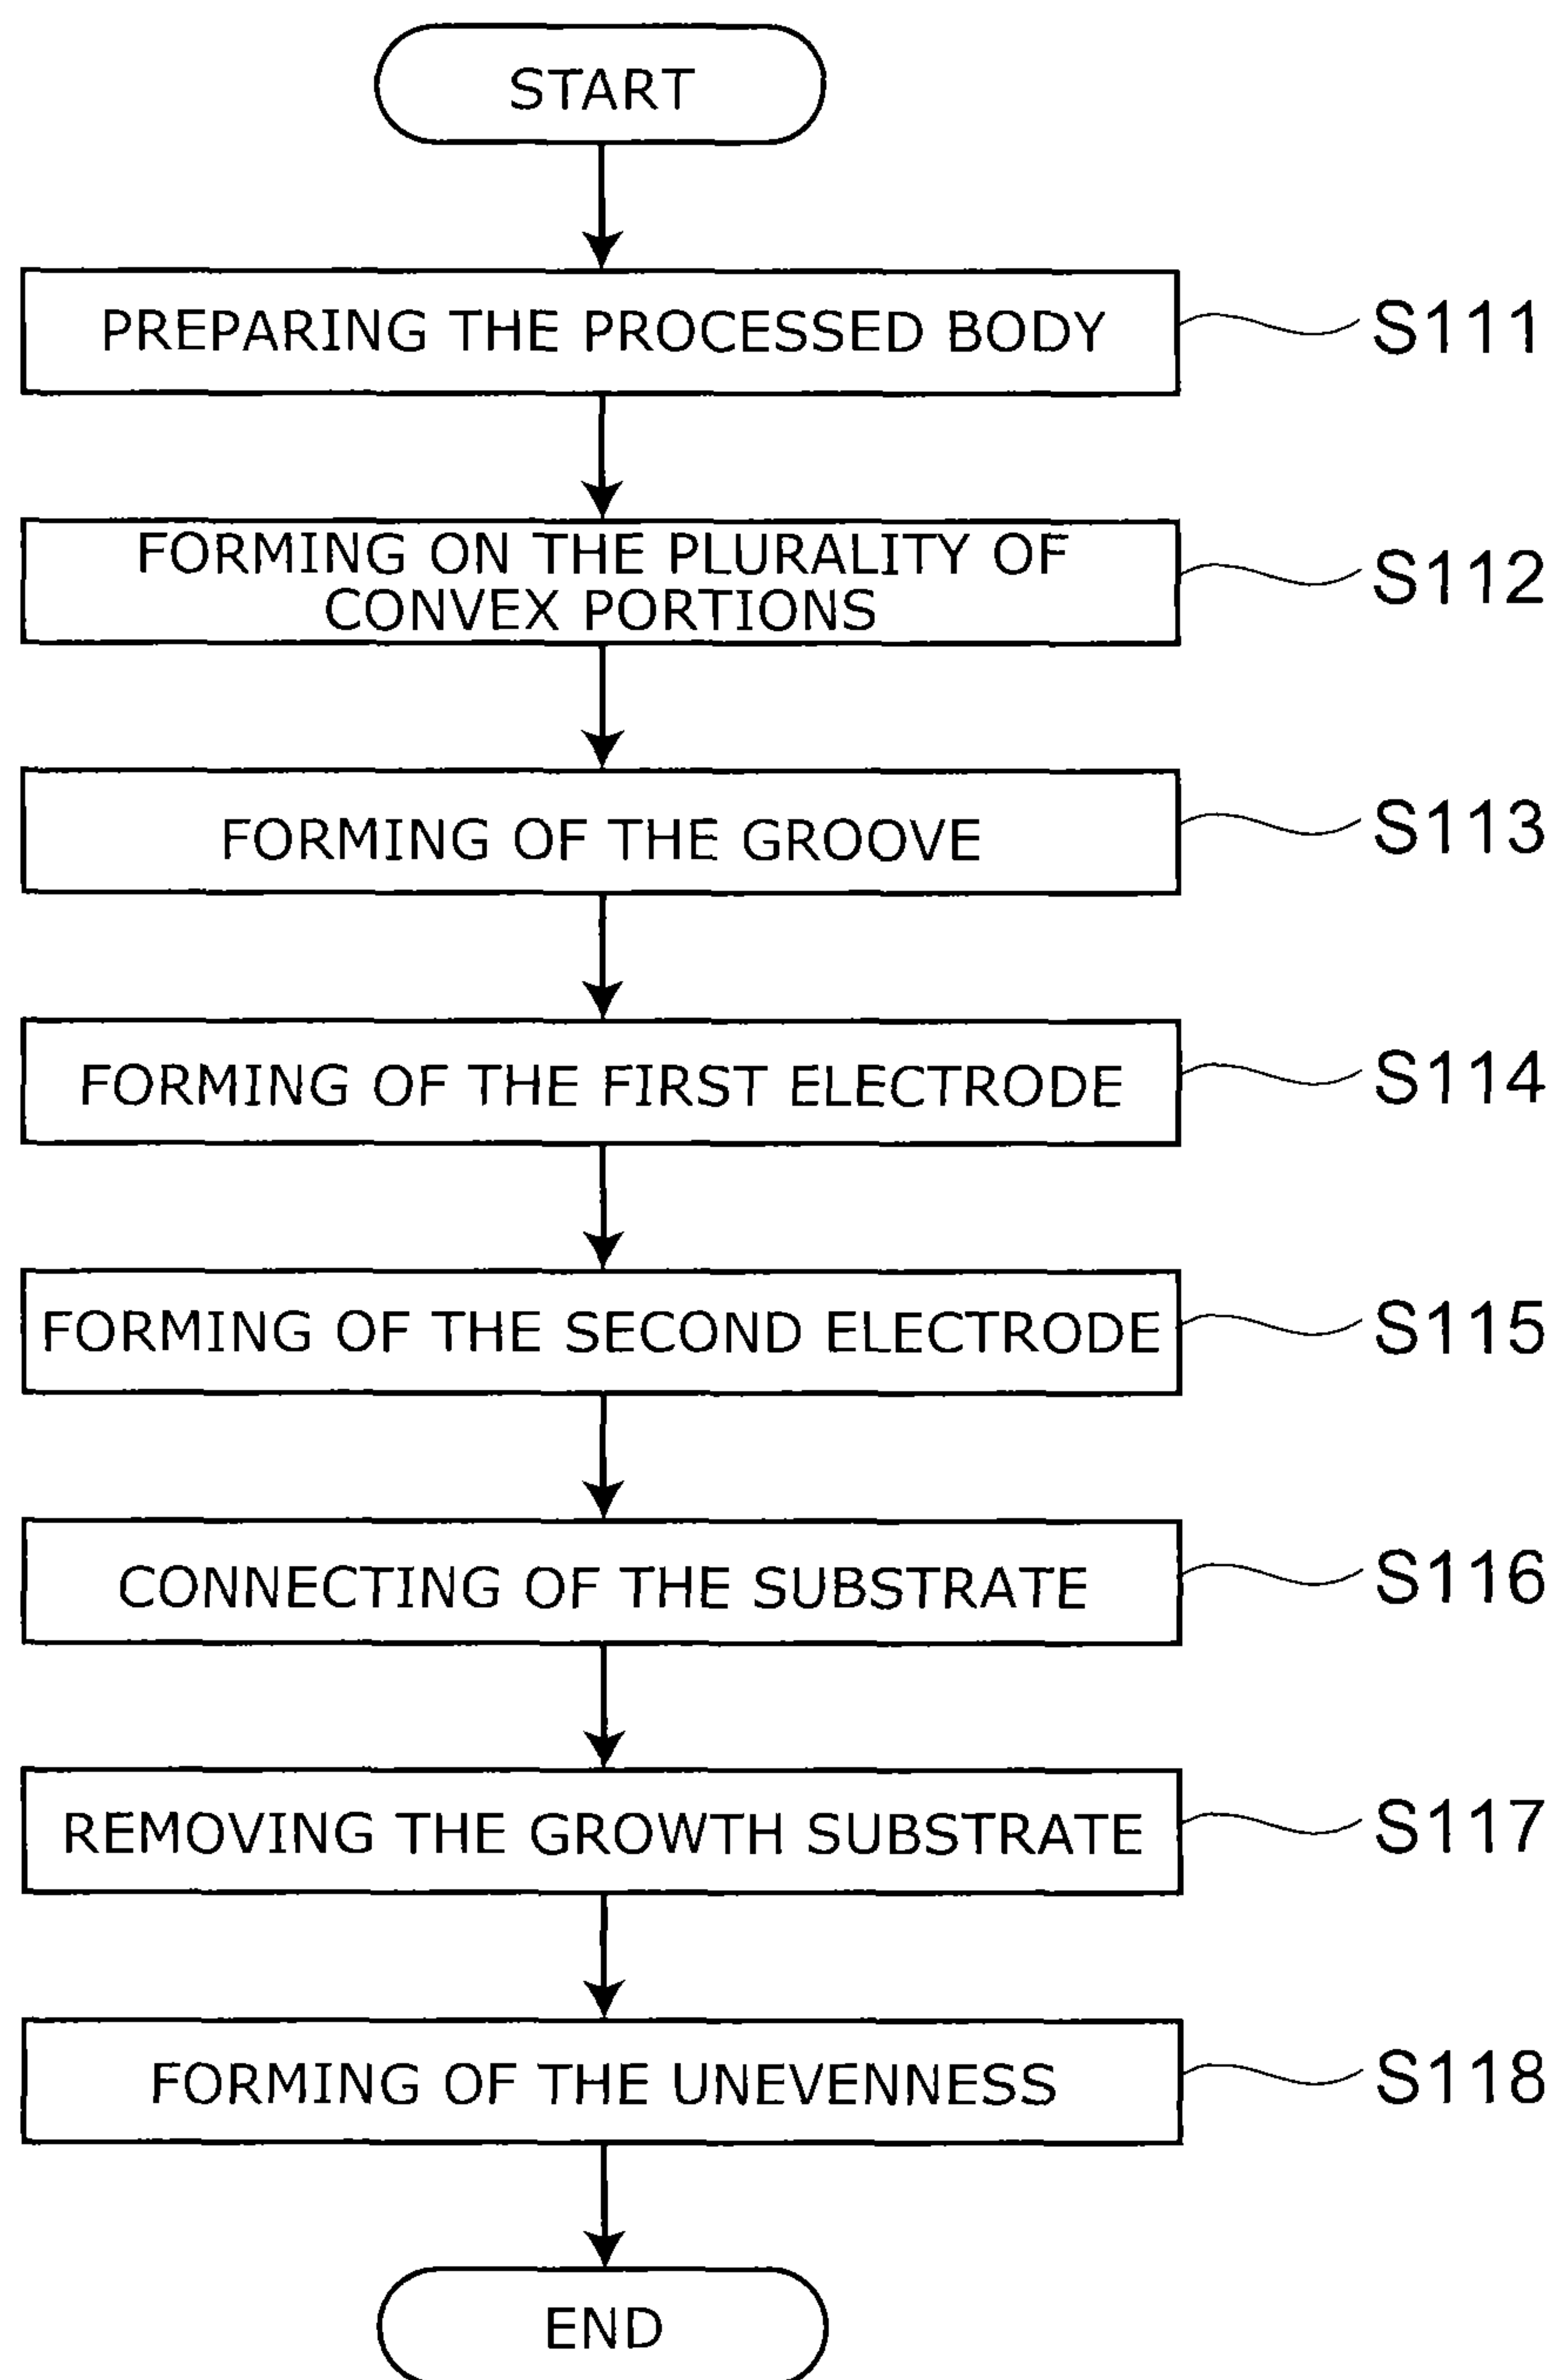 START
PREPARING THE PROCESSED BODY
S111
FORMING ON THE PLURALITY OF
CONVEX PORTIONS
S112
FORMING OF THE GROOVE
S113
FORMING OF THE FIRST ELECTRODE
S114
FORMING OF THE SECOND ELECTRODE
S115
CONNECTING OF THE SUBSTRATE
S116
REMOVING THE GROWTH SUBSTRATE
S117
FORMING OF THE UNEVENNESS
S118
END